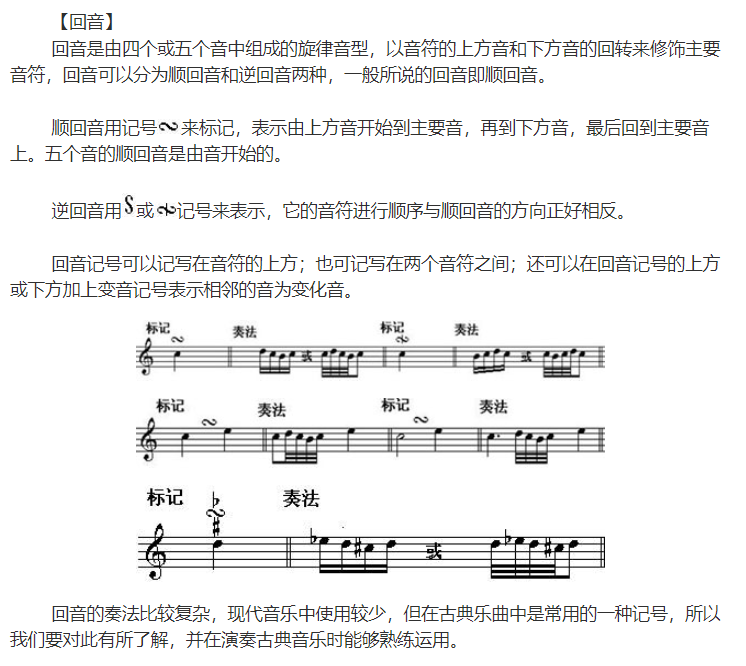 【回音】
回音是由四个或五个音中组成的旋律音型，以音符的上方音和下方音的回转来修饰主要
音符，回音可以分为顺回音和逆回音两种，一般所说的回音即顺回音。
顺回音用记号来标记，表示由上方音开始到主要音，再到下方音，最后回到主要音
上。五个音的顺回音是由音开始的。
逆回音用或记号来表示，它的音符进行顺序与顺回音的方向正好相反。
回音记号可以记写在音符的上方；也可记写在两个音符之间；还可以在回音记号的上方
或下方加上变音记号表示相邻的音为变化音。
标记 奏法 标记 奏法
或 或
标记 奏法 标记 奏法
标记 奏法
或
回音的奏法比较复杂，现代音乐中使用较少，但在古典乐曲中是常用的一种记号，所以
我们要对此有所了解，并在演奏古典音乐时能够熟练运用。